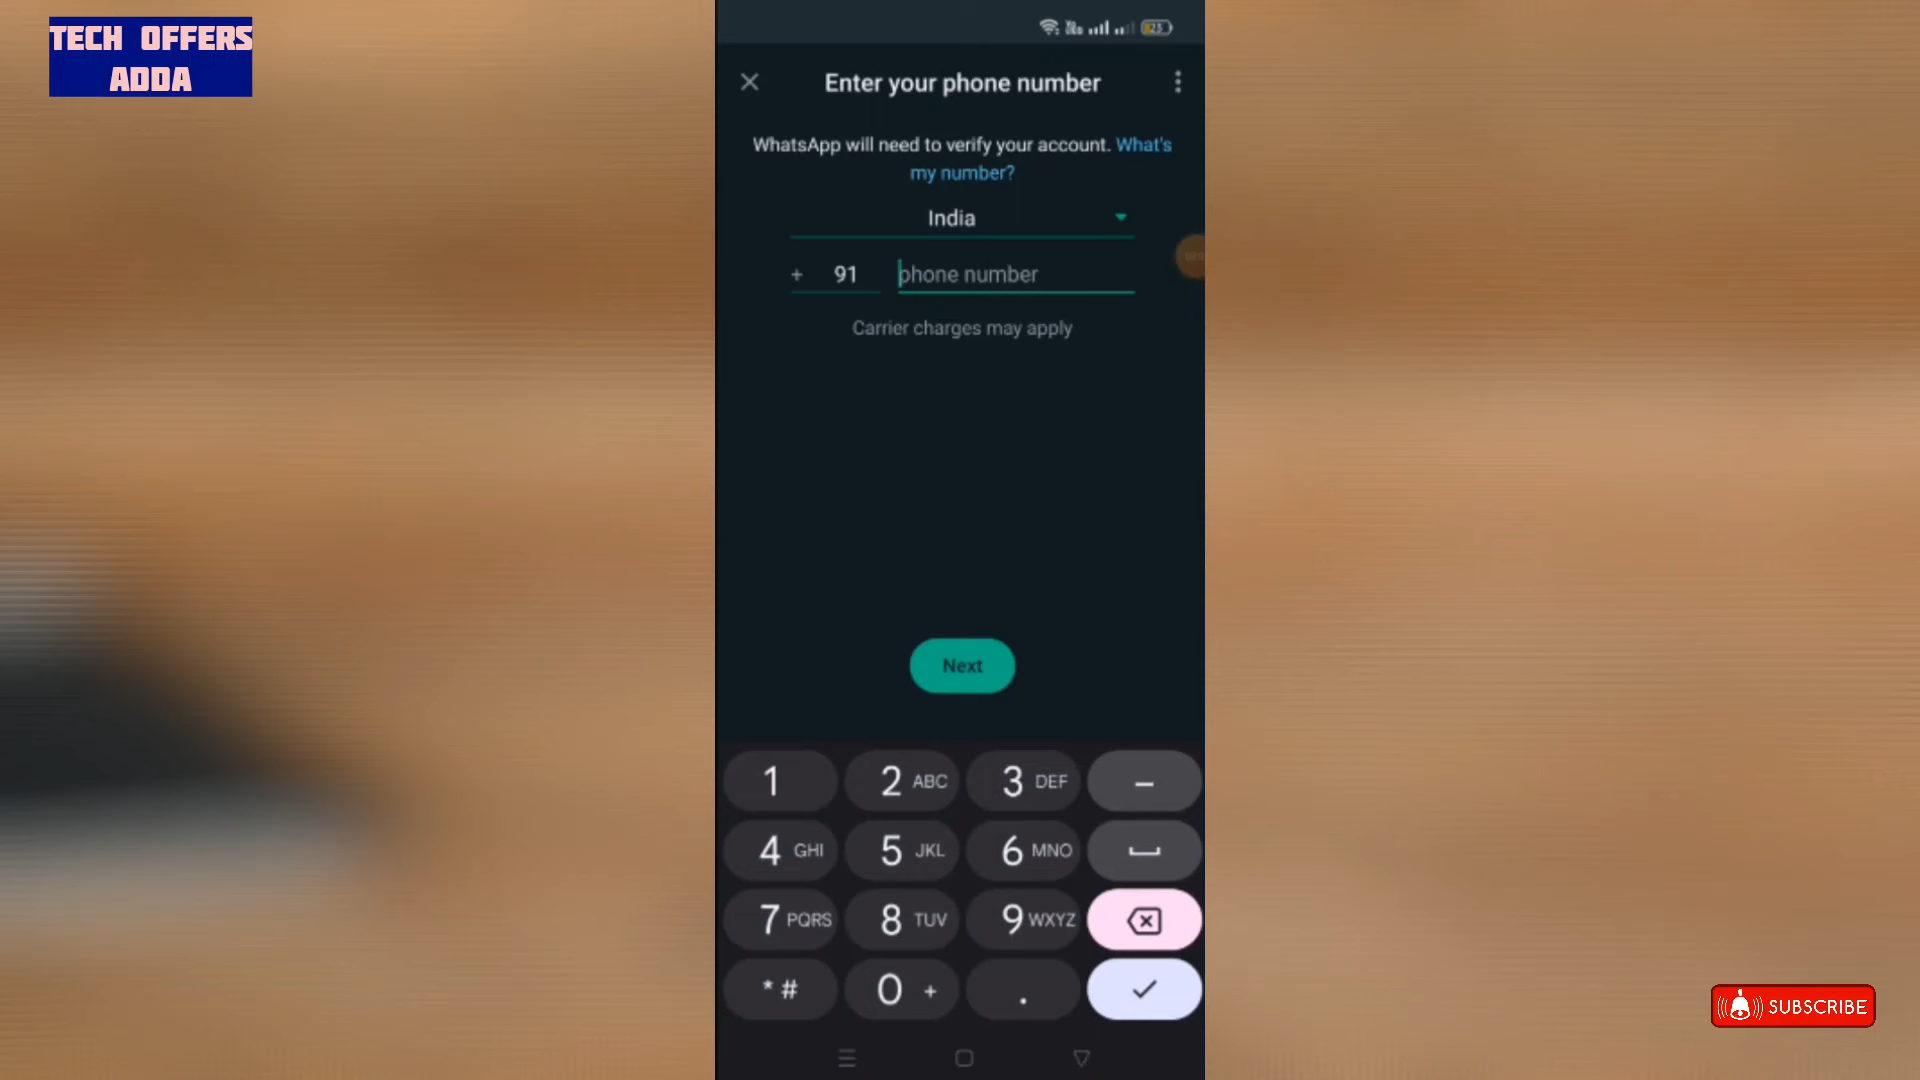 TECH OFFERS
ADDA
23
Enter your phone number
WhatsApp will need to verify your account. What's
my number?
India
+ 91 phone number
Carrier charges may apply
Next
1 2 ABC 3 DEF –
4 GHI 5 JKL 6 MNO
7 PQRS 8 TUV 9 WXYZ
* # 0 + .
SUBSCRIBE